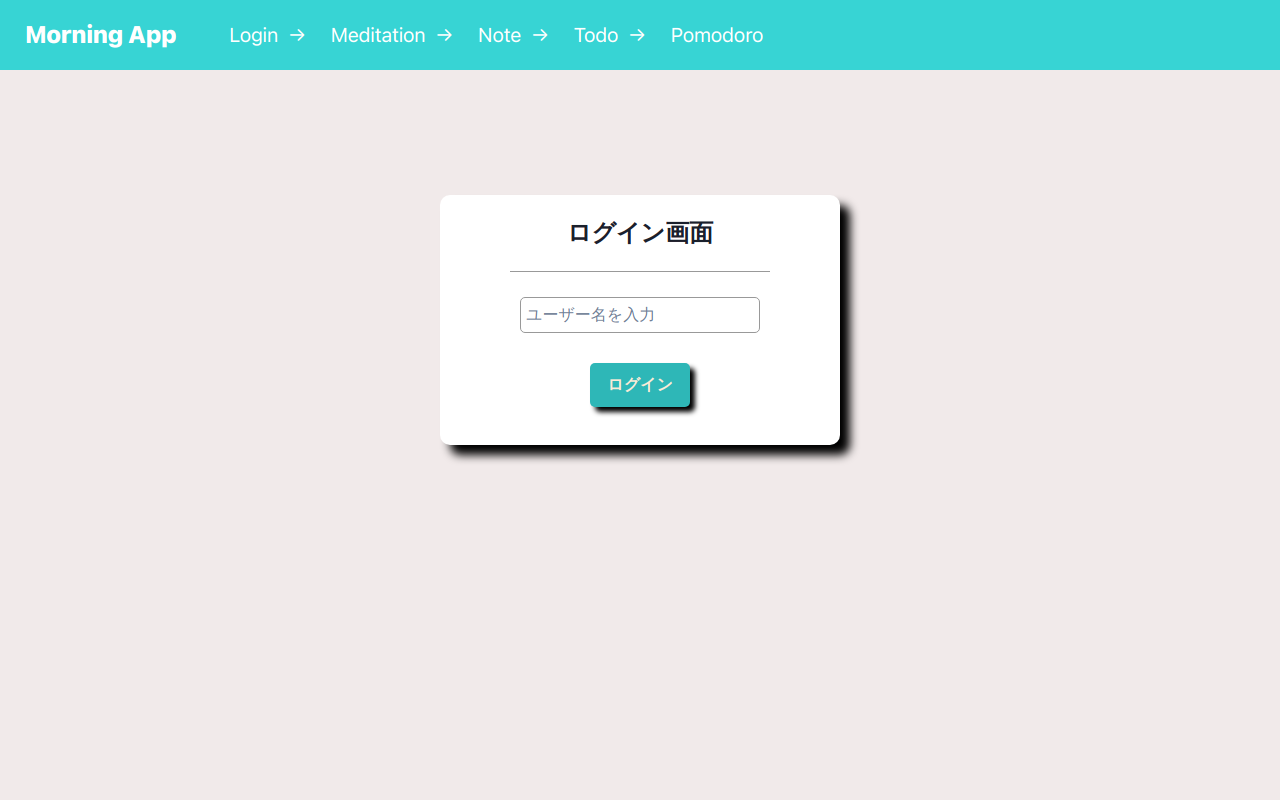 Morning App Login → Meditation → Note → Todo → Pomodoro
ログイン画面
ユーザー名を入力
ログイン